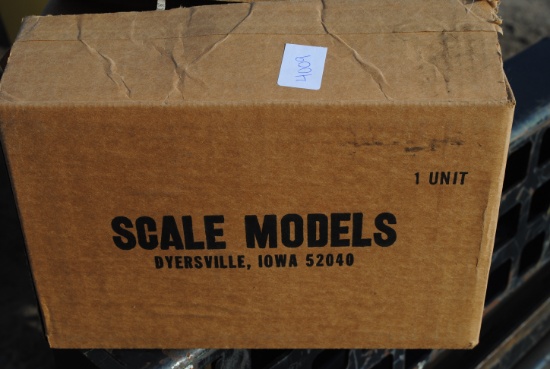 4009
1 UNIT
SCALE MODELS
DYERSVILLE, IOWA 52040